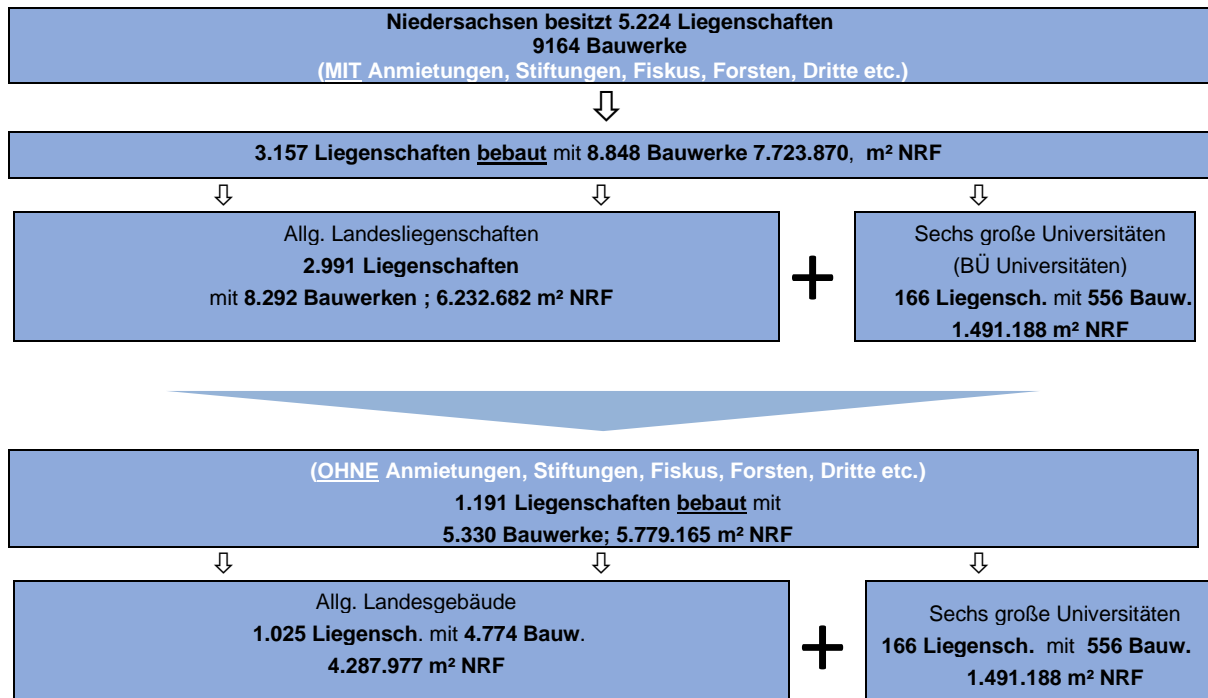 Niedersachsen besitzt 5.224 Liegenschaften
9164 Bauwerke
(MIT Anmietungen, Stiftungen, Fiskus, Forsten, Dritte etc.)
3.157 Liegenschaften bebaut mit 8.848 Bauwerke 7.723.870, m² NRF
Allg. Landesliegenschaften
2.991 Liegenschaften
mit 8.292 Bauwerken ; 6.232.682 m² NRF
+
Sechs große Universitäten
(BÜ Universitäten)
166 Liegensch. mit 556 Bauw.
1.491.188 m² NRF
(OHNE Anmietungen, Stiftungen, Fiskus, Forsten, Dritte etc.)
1.191 Liegenschaften bebaut mit
5.330 Bauwerke; 5.779.165 m² NRF
Allg. Landesgebäude
1.025 Liegensch. mit 4.774 Bauw.
4.287.977 m² NRF
+
Sechs große Universitäten
166 Liegensch. mit 556 Bauw.
1.491.188 m² NRF